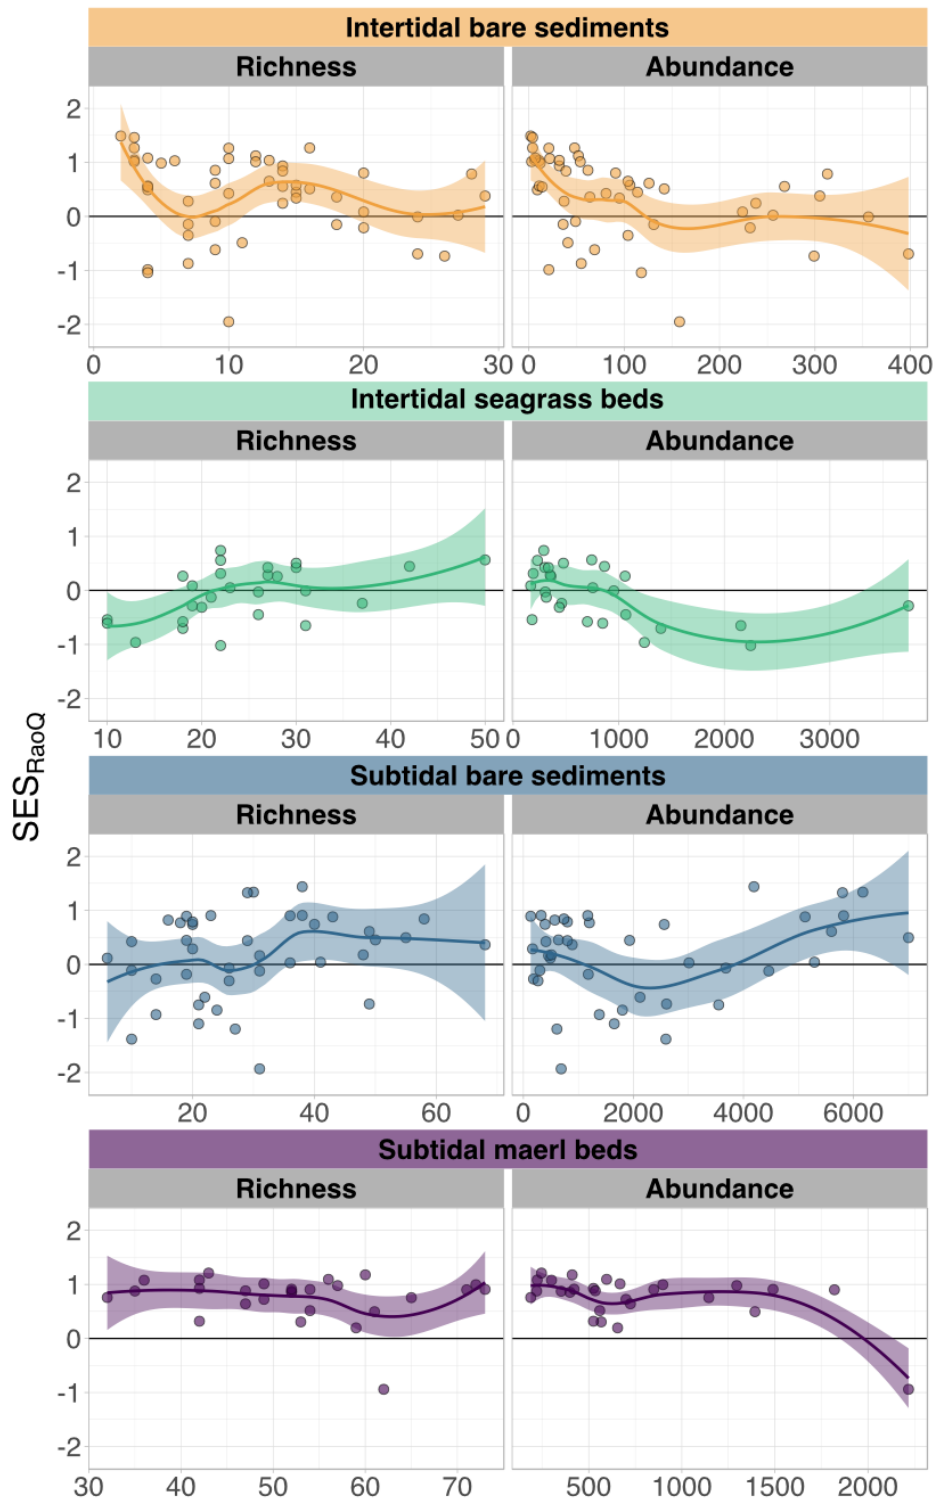 Intertidal bare sediments
Richness Abundance
2
1
0
-1
-2
0 10 20 30 0 100 200 300 400
Intertidal seagrass beds
Richness Abundance
2
1
0
-1
-2
10 20 30 40 50 0 1000 2000 3000
SES RaoQ
Subtidal bare sediments
Richness Abundance
2
1
0
-1
-2
20 40 60 0 2000 4000 6000
Subtidal maerl beds
Richness Abundance
2
1
0
-1
-2
30 40 50 60 70 500 1000 1500 2000